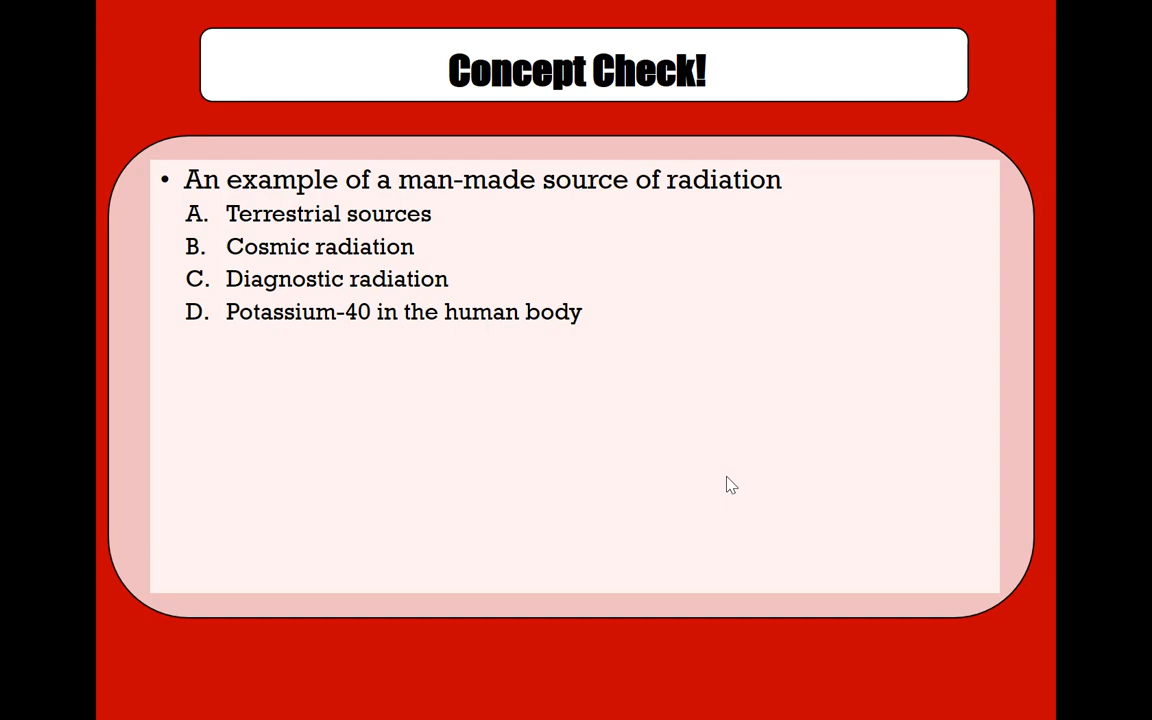 Concept Check!
• An example of a man-made source of radiation
A. Terrestrial sources
B. Cosmic radiation
C. Diagnostic radiation
D. Potassium-40 in the human body